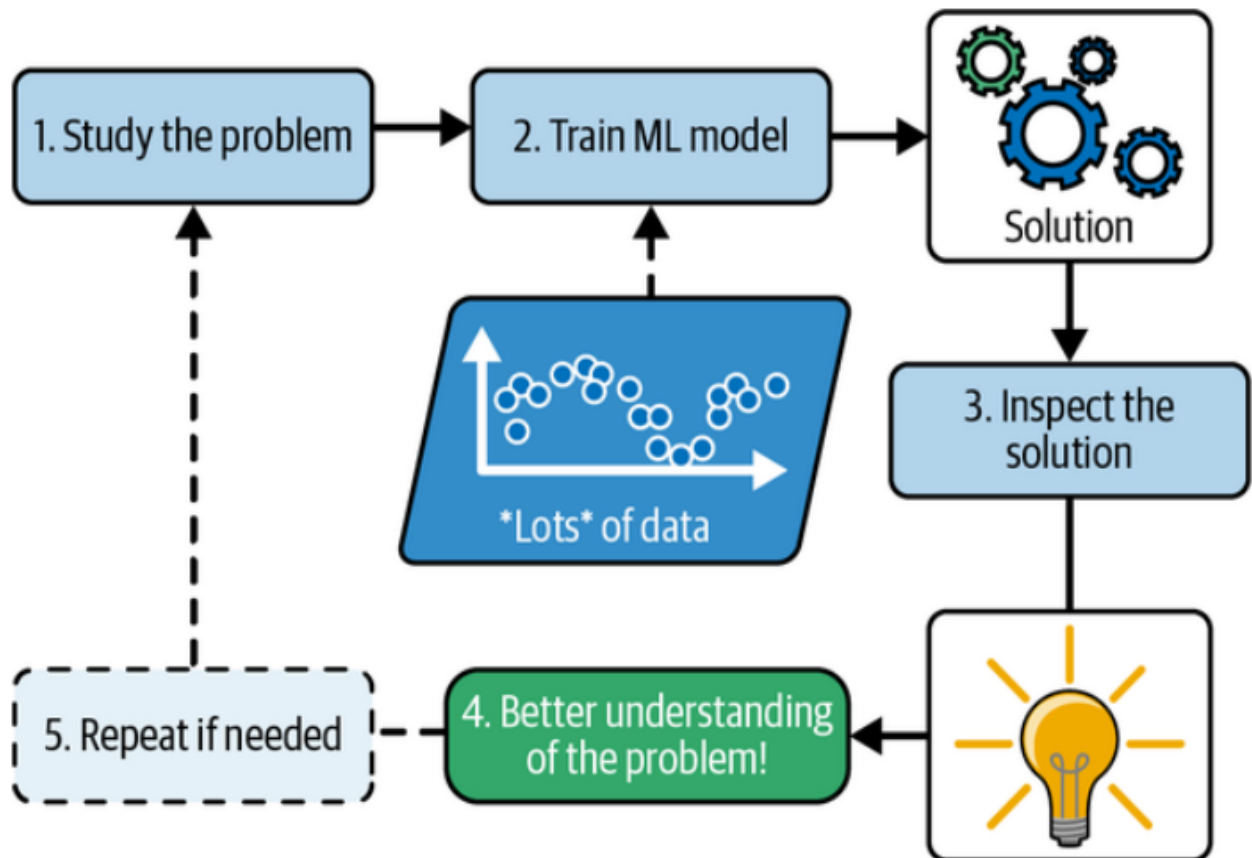 1. Study the problem
2. Train ML model
Solution
*Lots* of data
3. Inspect the
solution
4. Better understanding
of the problem!
5. Repeat if needed